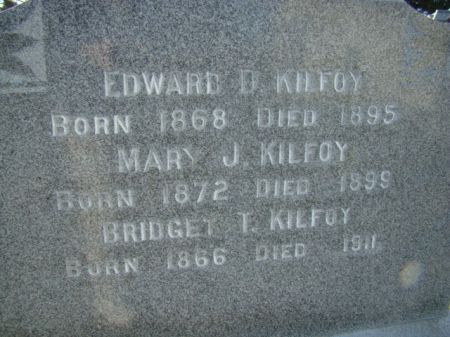 EDWARD D. KILFOY
BORN 1868 DIED 1895
MARY J. KILFOY
BORN 1872 DIED 1899
BRIDGET T. KILFOY
BORN 1866 DIED 1911